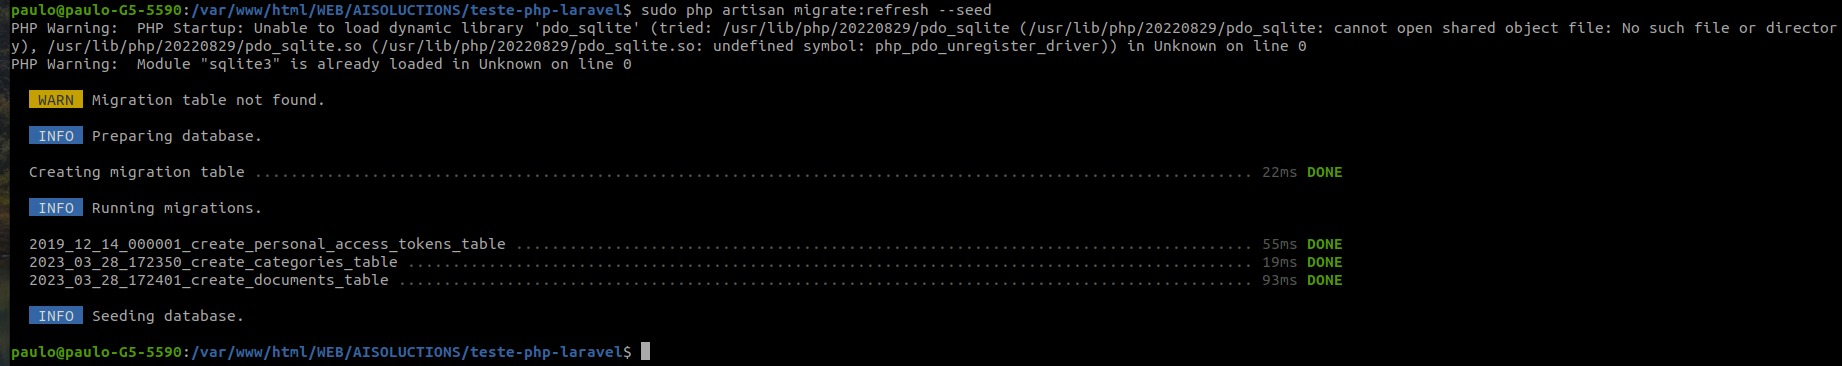 paulo@paulo-G5-5590:/var/www/html/WEB/AISOLUCTIONS/teste-php-laravel$ sudo php artisan migrate:refresh --seed
PHP Warning:  PHP Startup: Unable to load dynamic library 'pdo_sqlite' (tried: /usr/lib/php/20220829/pdo_sqlite (/usr/lib/php/20220829/pdo_sqlite: cannot open shared object file: No such file or director
y), /usr/lib/php/20220829/pdo_sqlite.so (/usr/lib/php/20220829/pdo_sqlite.so: undefined symbol: php_pdo_unregister_driver)) in Unknown on line 0
PHP Warning:  Module "sqlite3" is already loaded in Unknown on line 0
WARN  Migration table not found.
INFO  Preparing database.
Creating migration table ............................................................................................................... 22ms DONE
INFO  Running migrations.
2019_12_14_000001_create_personal_access_tokens_table .................................................................................. 55ms DONE
2023_03_28_172350_create_categories_table .............................................................................................. 19ms DONE
2023_03_28_172401_create_documents_table ............................................................................................... 93ms DONE
INFO  Seeding database.
paulo@paulo-G5-5590:/var/www/html/WEB/AISOLUCTIONS/teste-php-laravel$